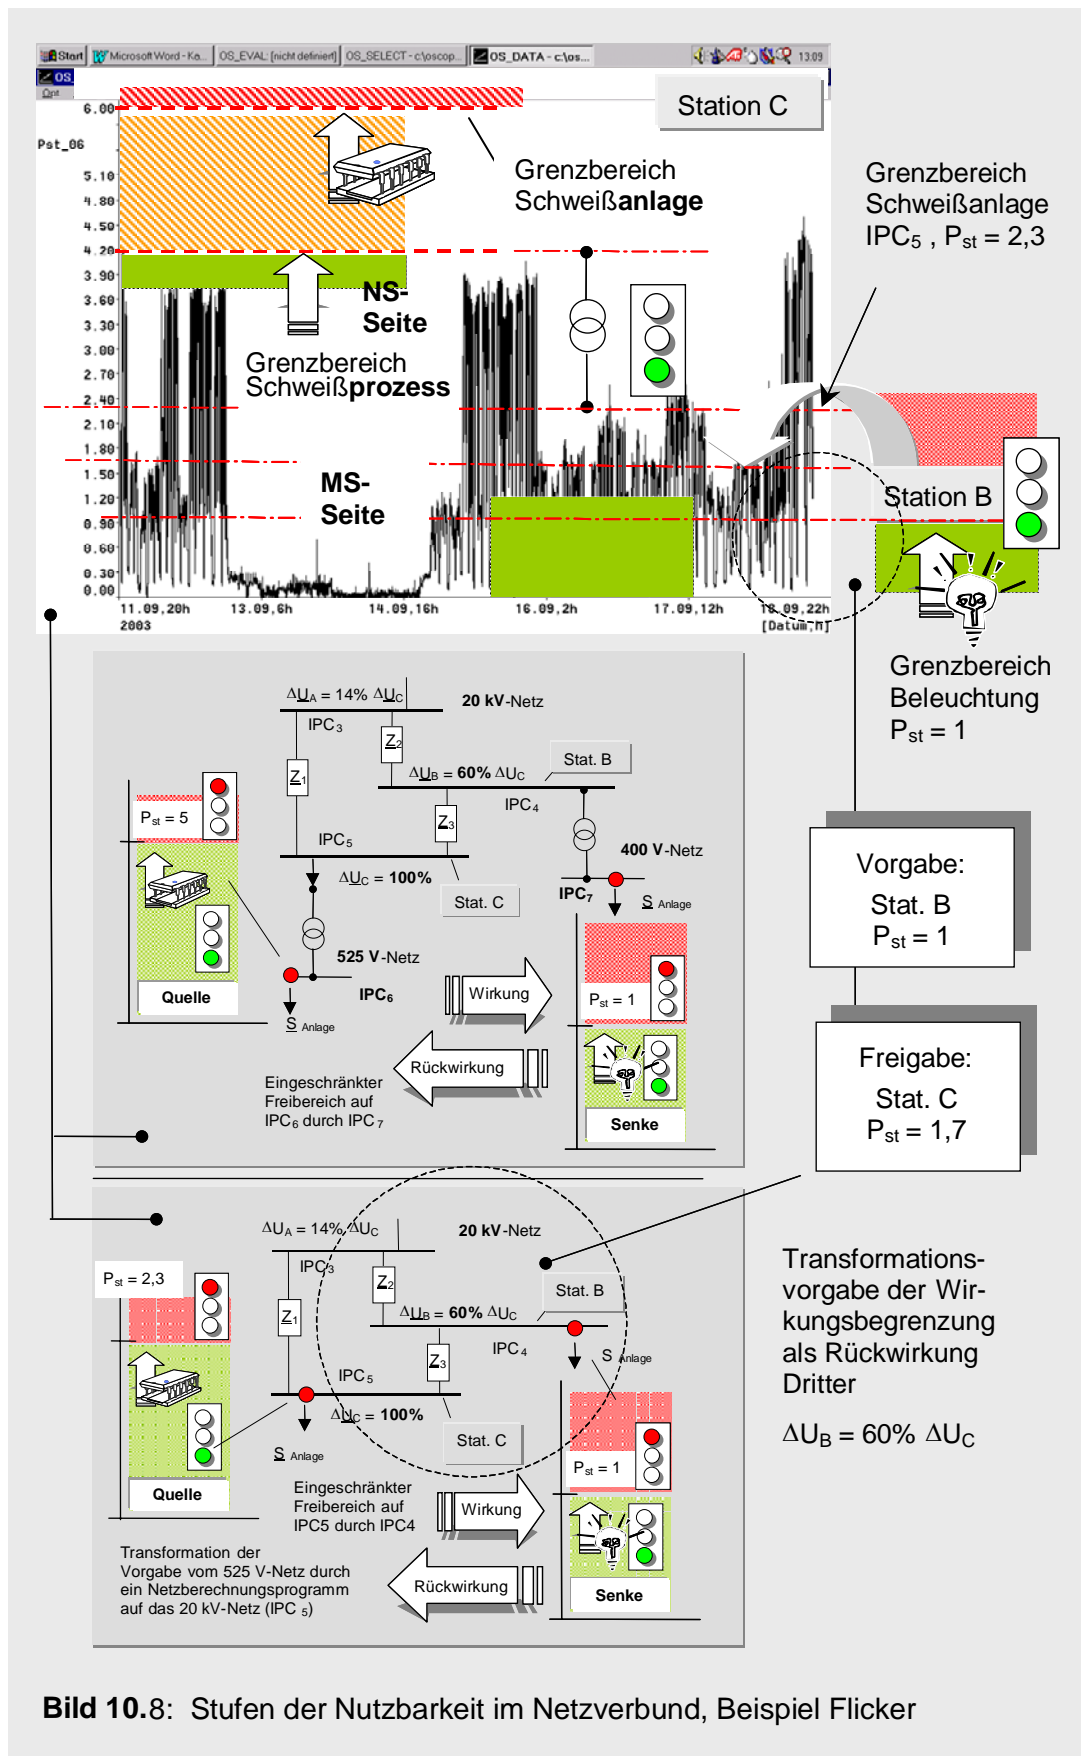 Start
Microsoft Word - Ka...
OS_EVAL: [nicht definiert]
OS_SELECT - c:\oscop...
OS_DATA - c:\os...
13:09
OS
Opt
Station C
6.00
Pst_06
5.10
4.80
4.50
4.20
3.90
3.60
3.30
3.00
2.70
2.40
2.10
1.80
1.50
1.20
0.90
0.60
0.30
0.00
Grenzbereich
Schweißanlage
Grenzbereich
Schweißanlage
IPC5 , Pst = 2,3
NS-
Seite
Grenzbereich
Schweißprozess
MS-
Seite
Station B
11.09,20h
13.09,6h
14.09,16h
16.09,2h
17.09,12h
18.09,22h
2003
[Datum,h]
Grenzbereich
Beleuchtung
Pst = 1
ΔUA = 14% ΔUC
20 kV-Netz
IPC3
Z2
Stat. B
Z1
ΔUB = 60% ΔUC
IPC4
Pst = 5
Z3
IPC5
400 V-Netz
ΔUC = 100%
Stat. C
IPC7
S Anlage
525 V-Netz
IPC6
Quelle
S Anlage
Wirkung
Pst = 1
Rückwirkung
Eingeschränkter
Freibereich auf
IPC6 durch IPC7
Senke
Vorgabe:
Stat. B
Pst = 1
Freigabe:
Stat. C
Pst = 1,7
ΔUA = 14% ΔUC
20 kV-Netz
IPC3
Pst = 2,3
Z2
Stat. B
Z1
ΔUB = 60% ΔUC
IPC4
Z3
S Anlage
IPC5
ΔUC = 100%
Stat. C
S Anlage
Pst = 1
Quelle
Eingeschränkter
Freibereich auf
IPC5 durch IPC4
Wirkung
Transformation der
Vorgabe vom 525 V-Netz durch
ein Netzberechnungsprogramm
auf das 20 kV-Netz (IPC 5)
Rückwirkung
Senke
Transformations-
vorgabe der Wir-
kungsbegrenzung
als Rückwirkung
Dritter
ΔUB = 60% ΔUC
Bild 10.8: Stufen der Nutzbarkeit im Netzverbund, Beispiel Flicker